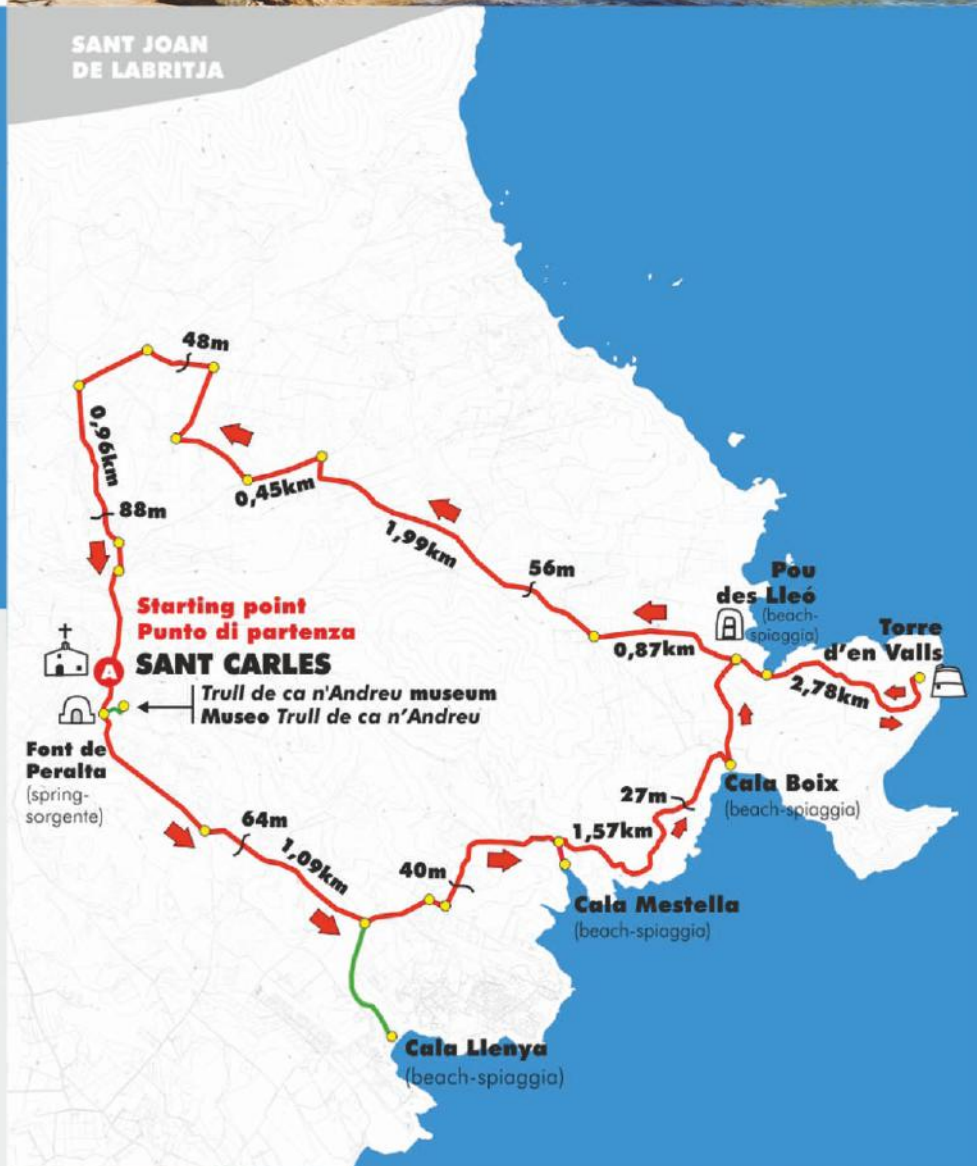 SANT JOAN
DE LABRITJA
48m
0,96km
0,45km
88m
1,99km
56m
Pou
des Lleó
(beach-
spiaggia)
Torre
d'en Valls
0,87km
2,78km
Starting point
Punto di partenza
A
SANT CARLES
Trull de ca n'Andreu museum
Museo Trull de ca n'Andreu
Font de
Peralta
(spring-
sorgente)
64m
1,09km
40m
1,57km
27m
Cala Boix
(beach-spiaggia)
Cala Mestella
(beach-spiaggia)
Cala Llenya
(beach-spiaggia)